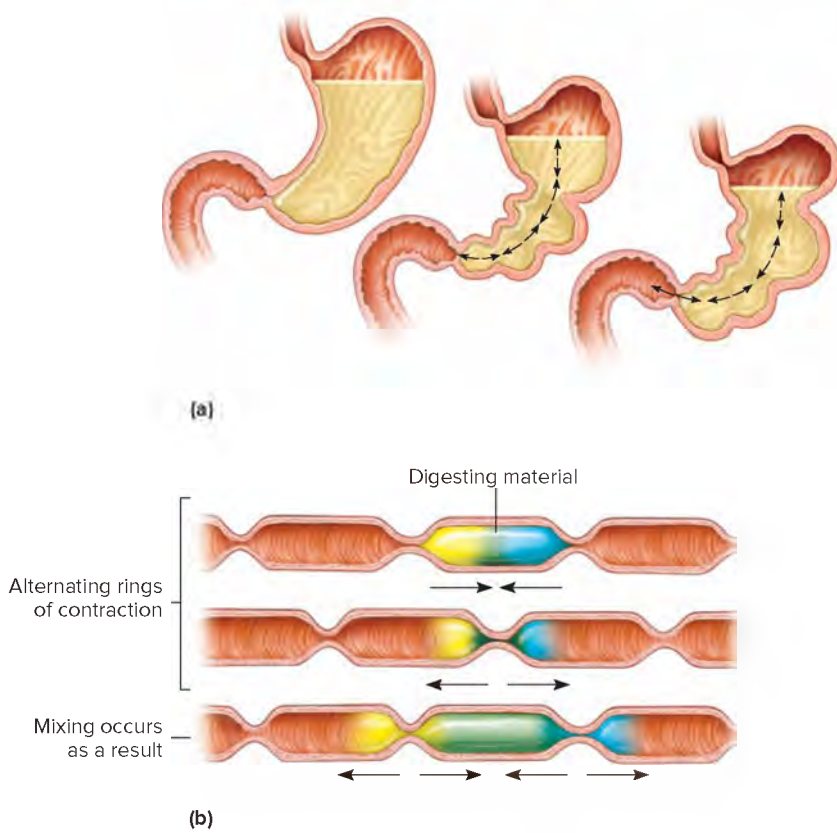 (a)
Digesting material
Alternating rings
of contraction
Mixing occurs
as a result
(b)